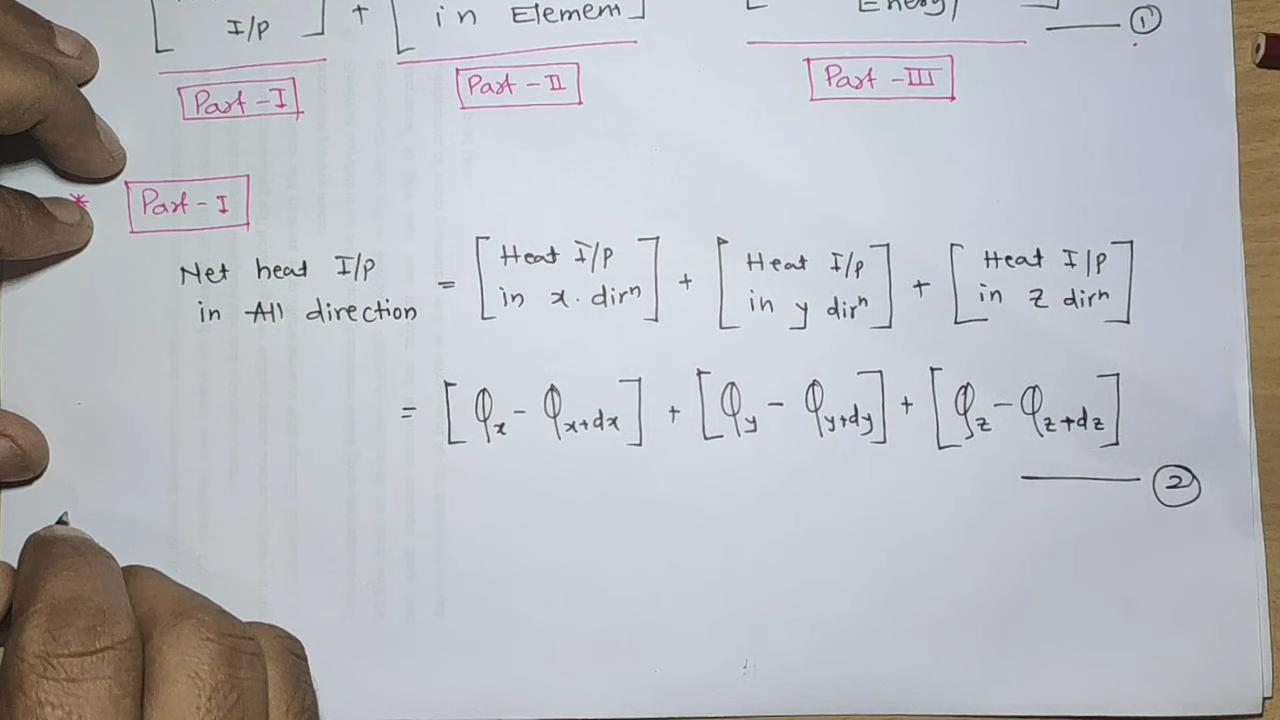 I/p + in Elemem Energy ①
Part-I Part-II Part-III
* Part-I
Net heat I/p in All direction = [Heat I/p in x. dirⁿ] + [Heat I/p in y dirⁿ] + [Heat I/p in z dirⁿ]
= [Qx - Qx+dx] + [Qy - Qy+dy] + [Qz - Qz+dz]
②